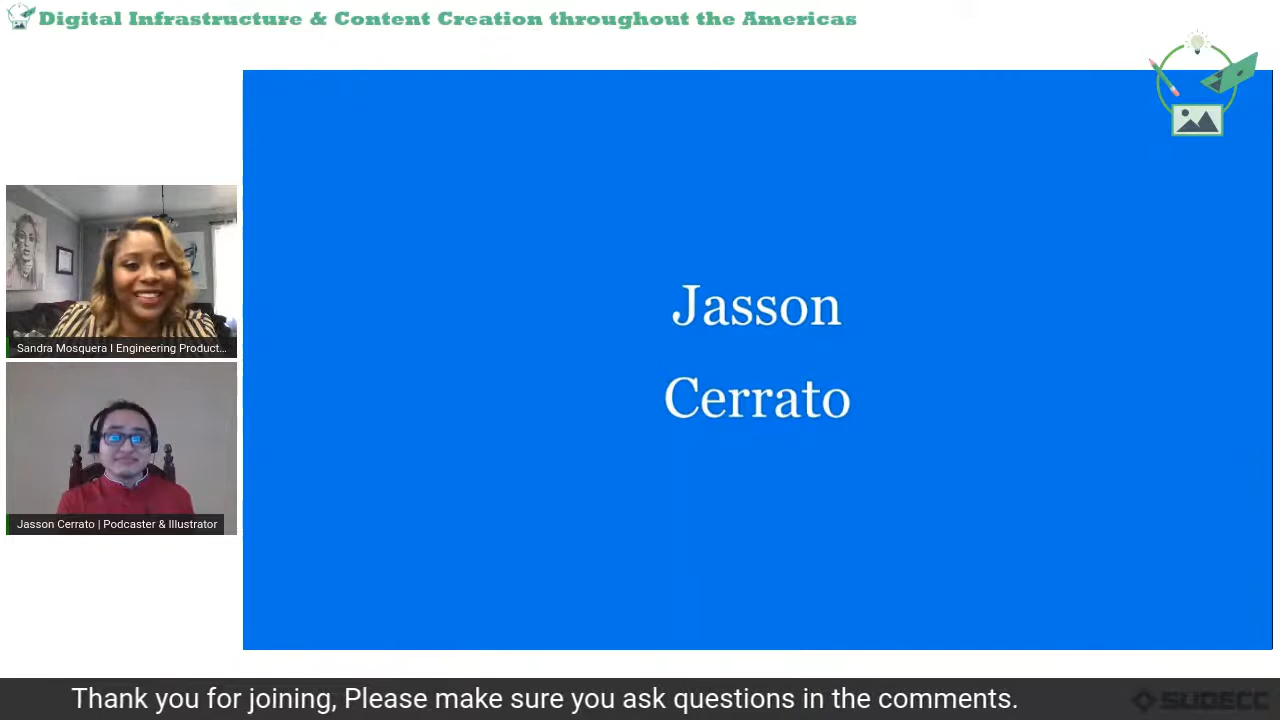 Digital Infrastructure & Content Creation throughout the Americas
Jasson
Cerrato
Sandra Mosquera I Engineering Product...
Jasson Cerrato | Podcaster & Illustrator
Thank you for joining, Please make sure you ask questions in the comments.
SUDECC